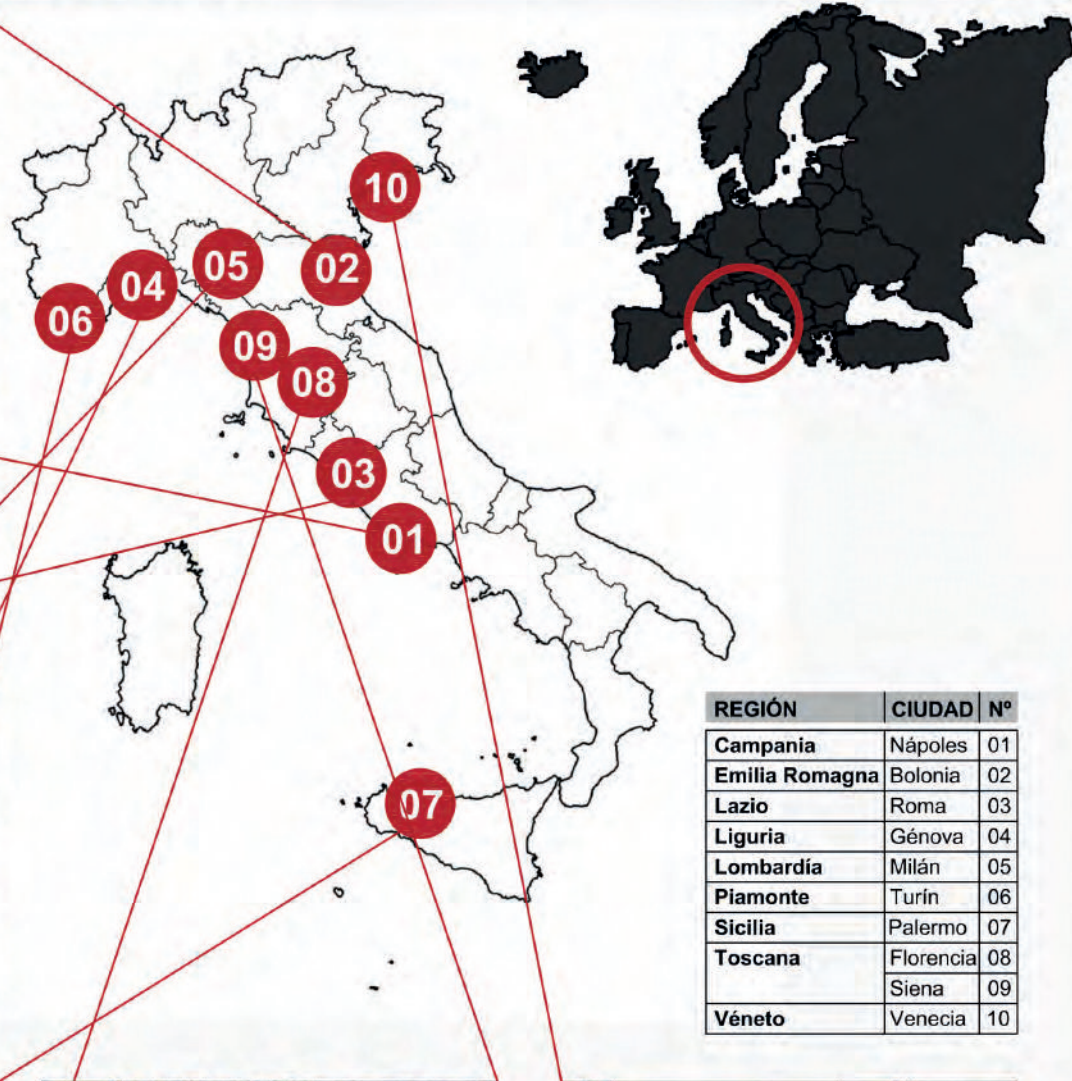 10
05
02
04
06
09
08
03
01
07
REGIÓN CIUDAD Nº
Campania Nápoles 01
Emilia Romagna Bolonia 02
Lazio Roma 03
Liguria Génova 04
Lombardía Milán 05
Piamonte Turín 06
Sicilia Palermo 07
Toscana Florencia 08
Siena 09
Véneto Venecia 10